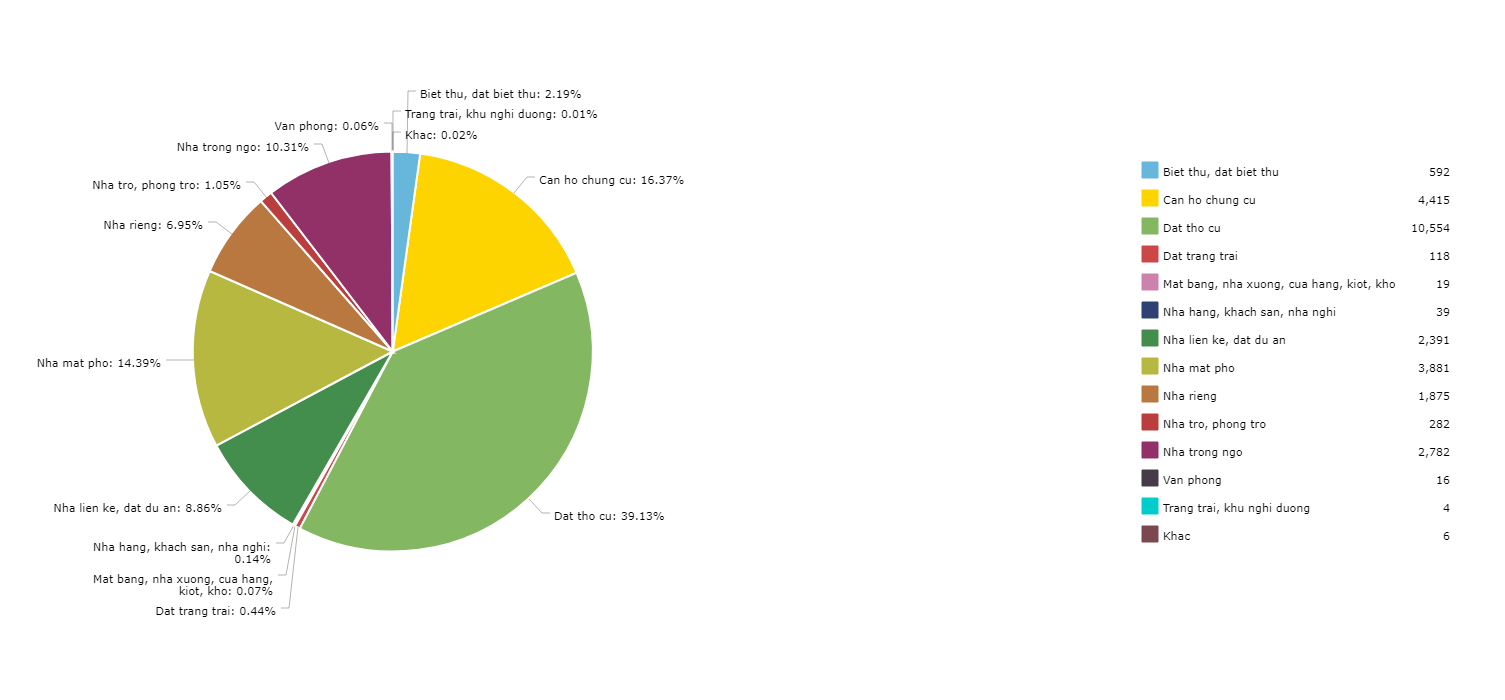 Biet thu, dat biet thu: 2.19%
Trang trai, khu nghi duong: 0.01%
Van phong: 0.06%
Khac: 0.02%
Nha trong ngo: 10.31%
Can ho chung cu: 16.37%
Nha tro, phong tro: 1.05%
Nha rieng: 6.95%
Nha mat pho: 14.39%
Nha lien ke, dat du an: 8.86%
Dat tho cu: 39.13%
Nha hang, khach san, nha nghi:
0.14%
Mat bang, nha xuong, cua hang,
kiot, kho: 0.07%
Dat trang trai: 0.44%
Biet thu, dat biet thu 592
Can ho chung cu 4,415
Dat tho cu 10,554
Dat trang trai 118
Mat bang, nha xuong, cua hang, kiot, kho 19
Nha hang, khach san, nha nghi 39
Nha lien ke, dat du an 2,391
Nha mat pho 3,881
Nha rieng 1,875
Nha tro, phong tro 282
Nha trong ngo 2,782
Van phong 16
Trang trai, khu nghi duong 4
Khac 6